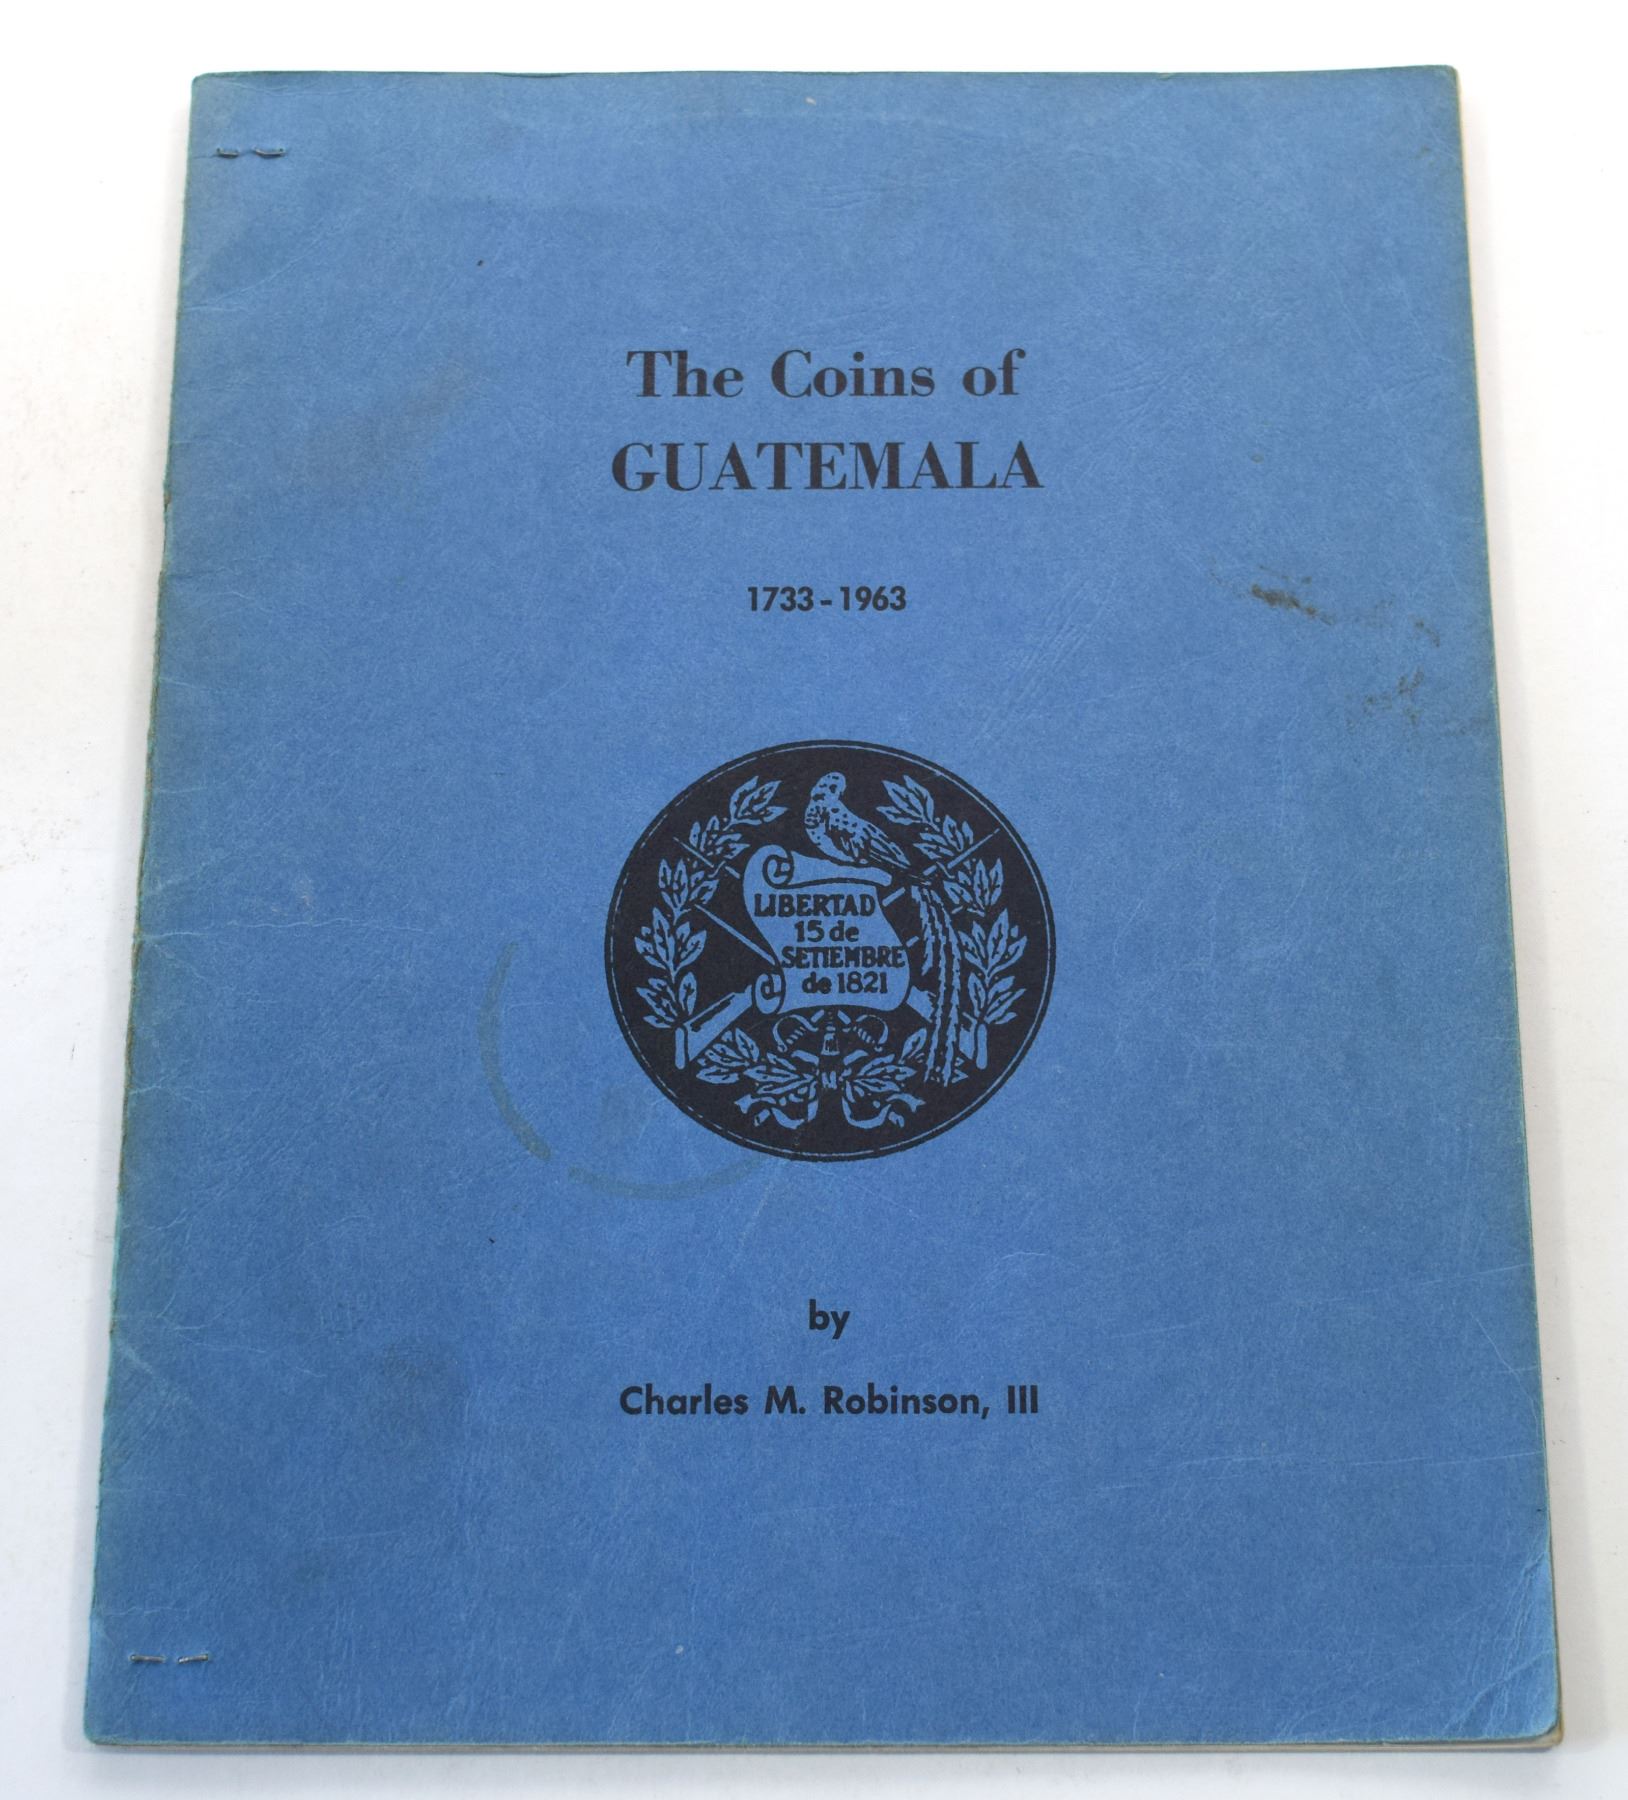 The Coins of
GUATEMALA
1733-1963
LIBERTAD
15 de
SETIEMBRE
de 1821
by
Charles M. Robinson, III